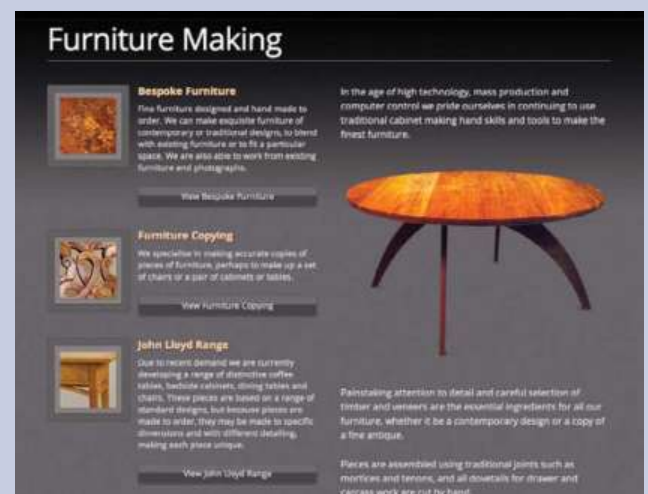 Furniture Making
Bespoke Furniture
Fine furniture designed and hand made to
order. We can make exquisite furniture of
contemporary or traditional designs, to blend
with existing furniture or to fit a particular
space. We are also able to work from existing
furniture and photographs.
View Bespoke Furniture
Furniture Copying
We specialise in making accurate copies of
pieces of furniture, perhaps to make up a set
of chairs or a pair of cabinets or tables.
View Furniture Copying
John Lloyd Range
Due to recent demand we are currently
developing a range of distinctive coffee
tables, bedside cabinets, dining tables and
chairs. These pieces are based on a range of
standard designs, but because pieces are
made to order, they may be made to specific
dimensions and with different detailing,
making each piece unique.
View John Lloyd Range
In the age of high technology, mass production and
computer control we pride ourselves in continuing to use
traditional cabinet making hand skills and tools to make the
finest furniture.
Painstaking attention to detail and careful selection of
timber and veneers are the essential ingredients for all our
furniture, whether it be a contemporary design or a copy of
a fine antique.
Pieces are assembled using traditional joints such as
mortices and tenons, and all dovetails for drawer and
carcass work are cut by hand